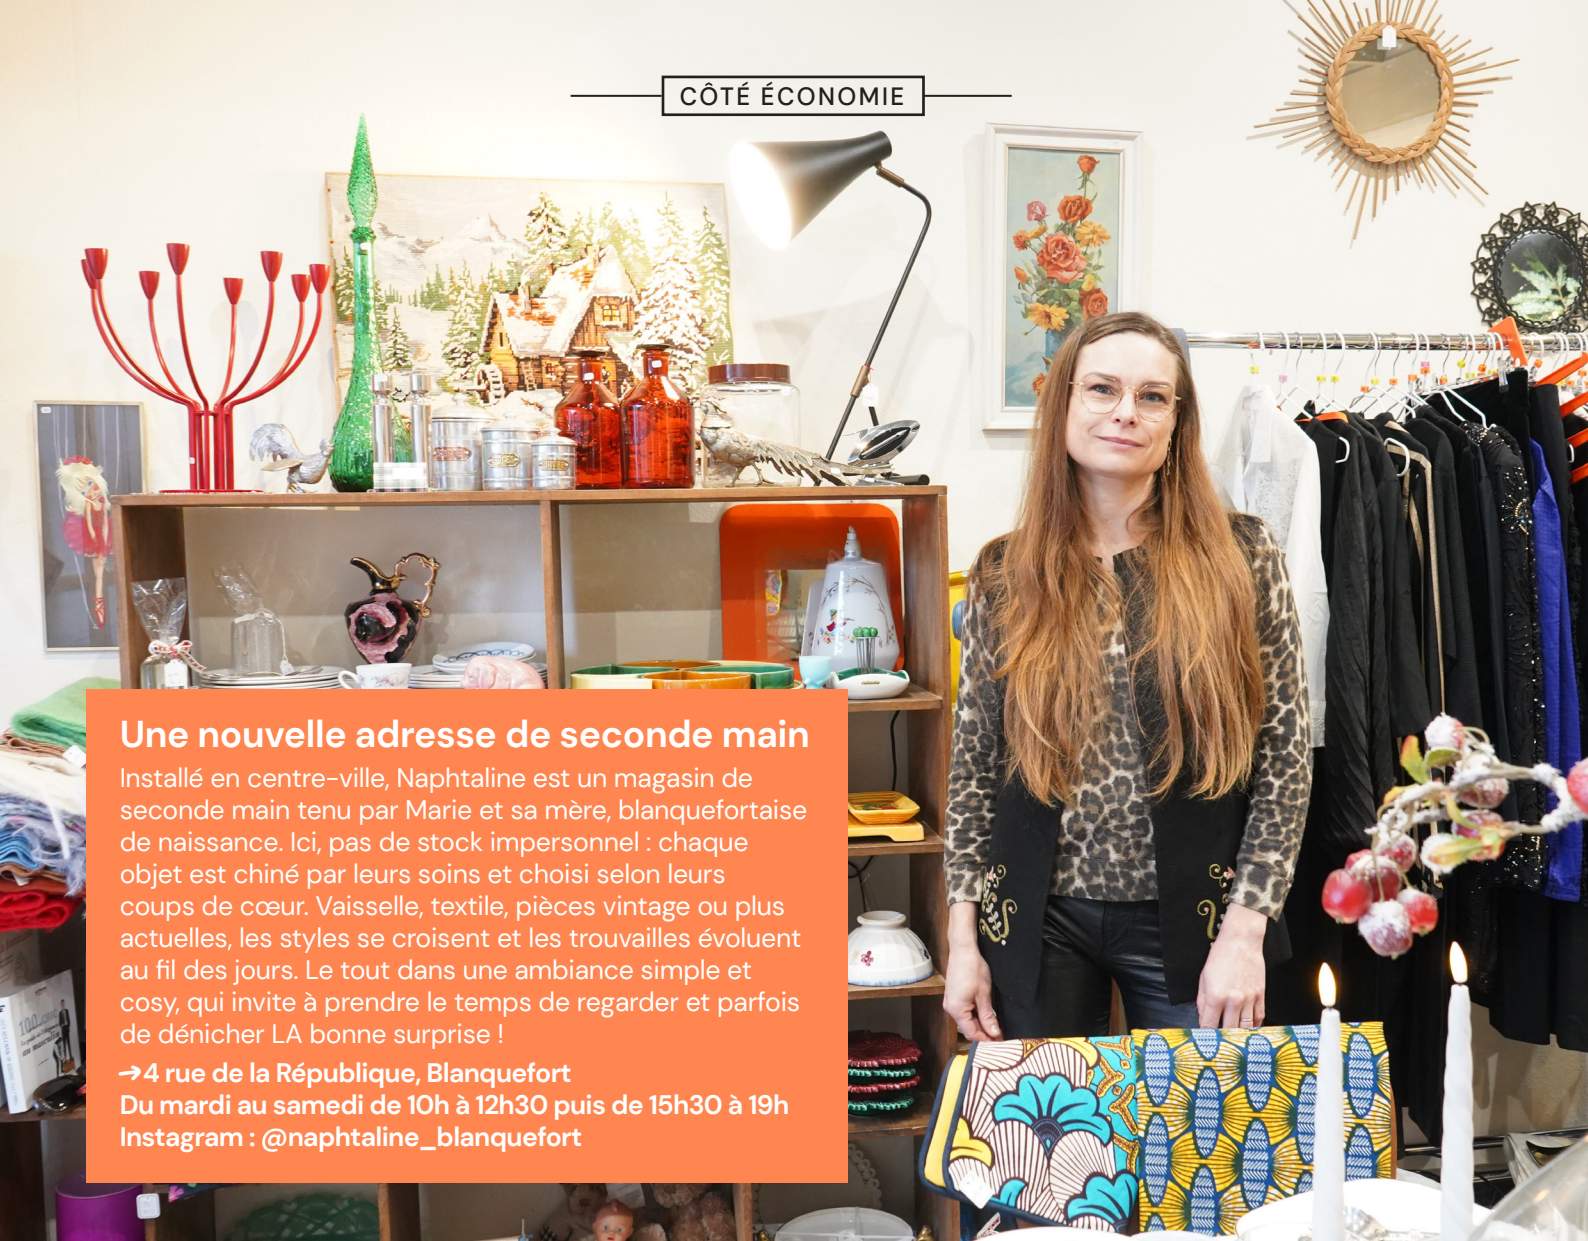 CÔTÉ ÉCONOMIE
Une nouvelle adresse de seconde main
Installé en centre-ville, Naphtaline est un magasin de
seconde main tenu par Marie et sa mère, blanquefortaise
de naissance. Ici, pas de stock impersonnel : chaque
objet est chiné par leurs soins et choisi selon leurs
coups de cœur. Vaisselle, textile, pièces vintage ou plus
actuelles, les styles se croisent et les trouvailles évoluent
au fil des jours. Le tout dans une ambiance simple et
cosy, qui invite à prendre le temps de regarder et parfois
de dénicher LA bonne surprise !
➔4 rue de la République, Blanquefort
Du mardi au samedi de 10h à 12h30 puis de 15h30 à 19h
Instagram : @naphtaline_blanquefort